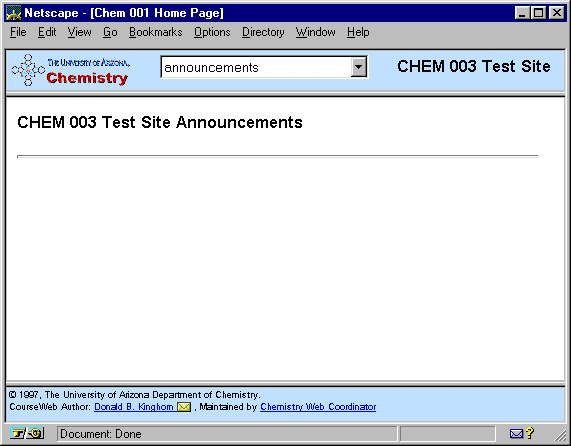 Netscape - [Chem 001 Home Page]
File Edit View Go Bookmarks Options Directory Window Help
THE UNIVERSITY OF ARIZONA®
Chemistry
announcements
CHEM 003 Test Site
CHEM 003 Test Site Announcements
© 1997, The University of Arizona Department of Chemistry.
CourseWeb Author: Donald B. Kinghorn , Maintained by Chemistry Web Coordinator
Document: Done
?